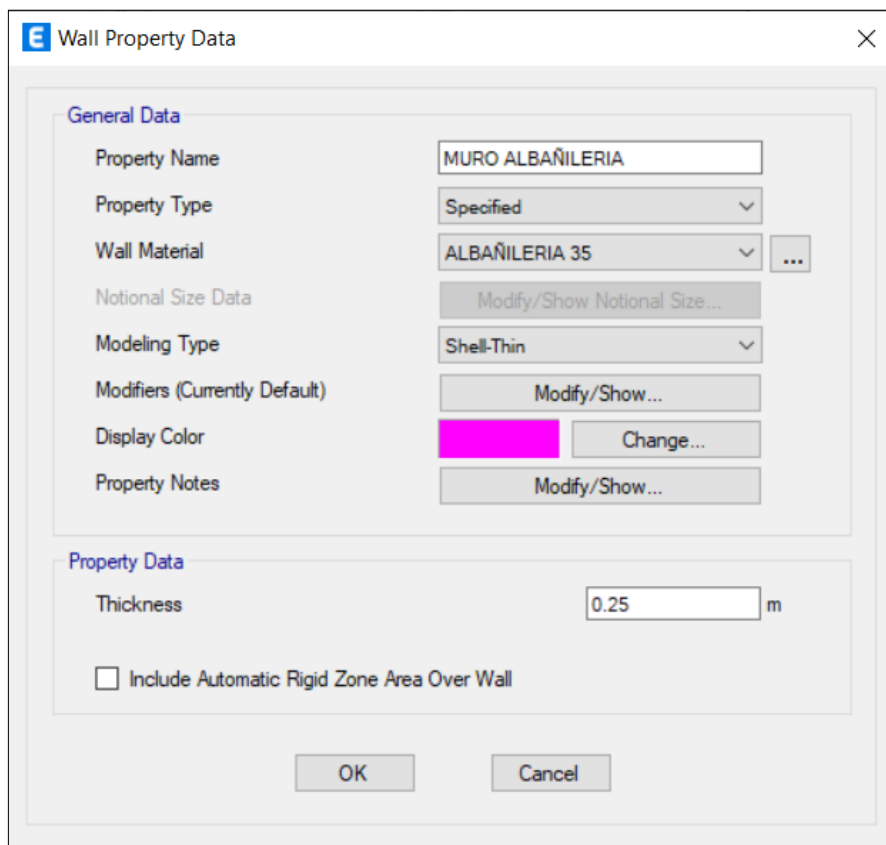 E Wall Property Data
General Data
Property Name MURO ALBAÑILERIA
Property Type Specified
Wall Material ALBAÑILERIA 35 ...
Notional Size Data Modify/Show Notional Size...
Modeling Type Shell-Thin
Modifiers (Currently Default) Modify/Show...
Display Color Change...
Property Notes Modify/Show...
Property Data
Thickness 0.25 m
Include Automatic Rigid Zone Area Over Wall
OK Cancel